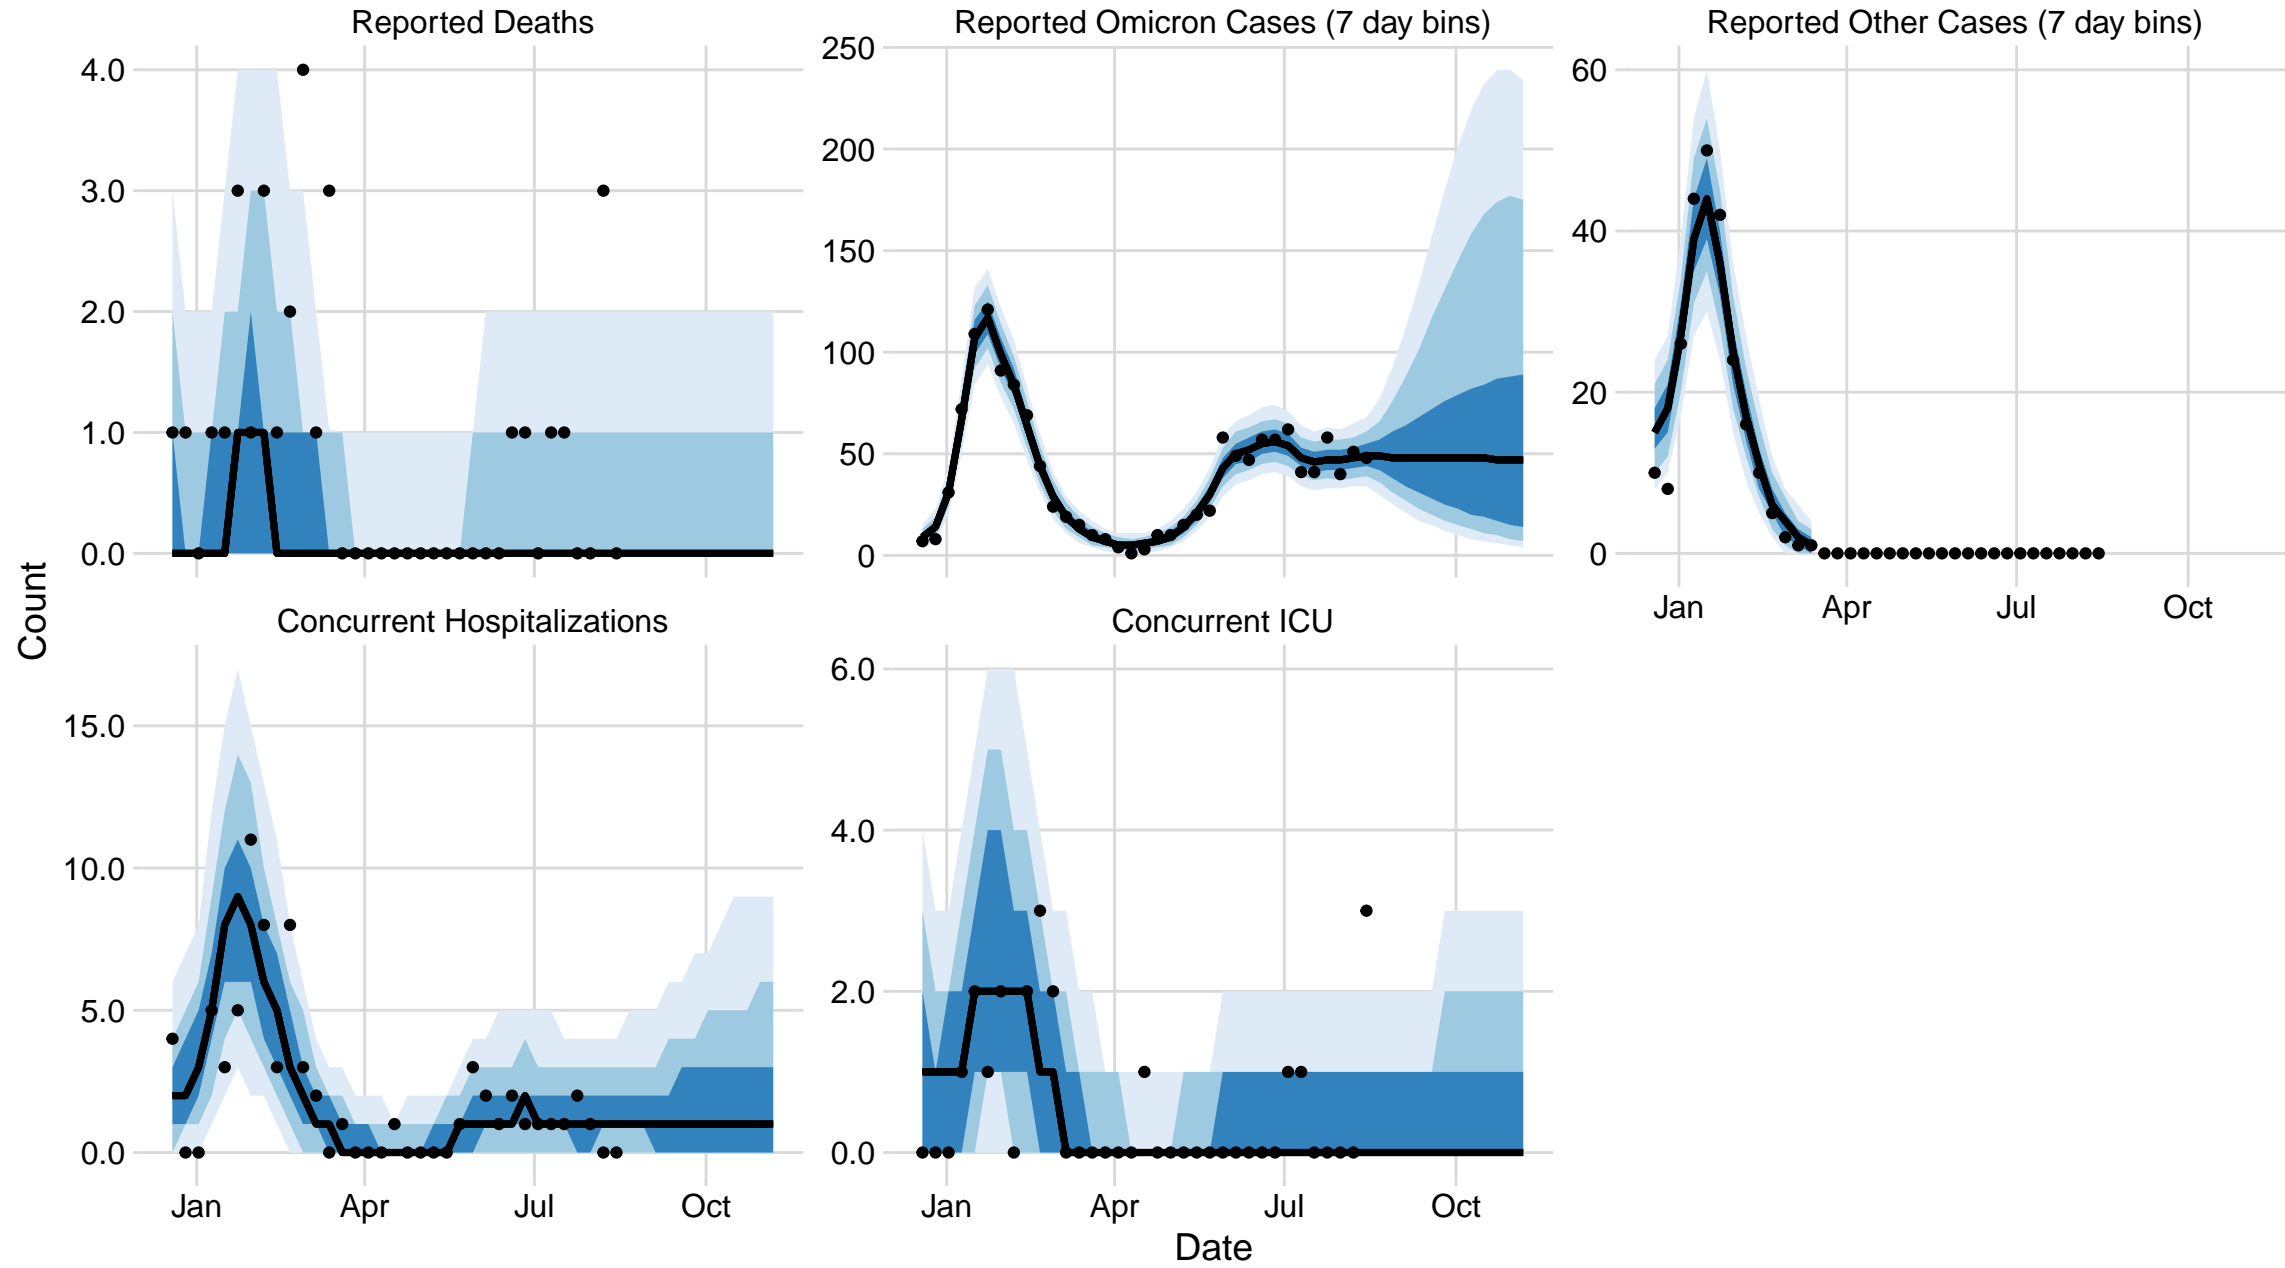 Reported Deaths
Reported Omicron Cases (7 day bins)
Reported Other Cases (7 day bins)
4.0
3.0
2.0
1.0
0.0
250
200
150
100
50
0
60
40
20
0
Jan Apr Jul Oct
Count
Concurrent Hospitalizations
Concurrent ICU
15.0
10.0
5.0
0.0
Jan Apr Jul Oct
6.0
4.0
2.0
0.0
Jan Apr Jul Oct
Date